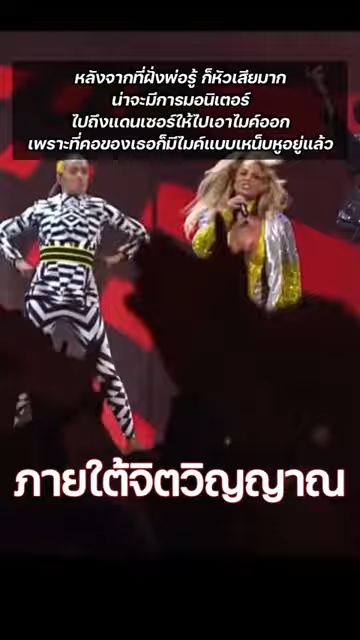 หลังจากที่ฝั่งพ่อรู้ ก็หัวเสียมาก
น่าจะมีการมอนิเตอร์
ไปถึงแดนเซอร์ให้ไปเอาไมค์ออก
เพราะที่คอของเธอก็มีไมค์แบบเหน็บหูอยู่แล้ว
ภายใต้จิตวิญญาณ